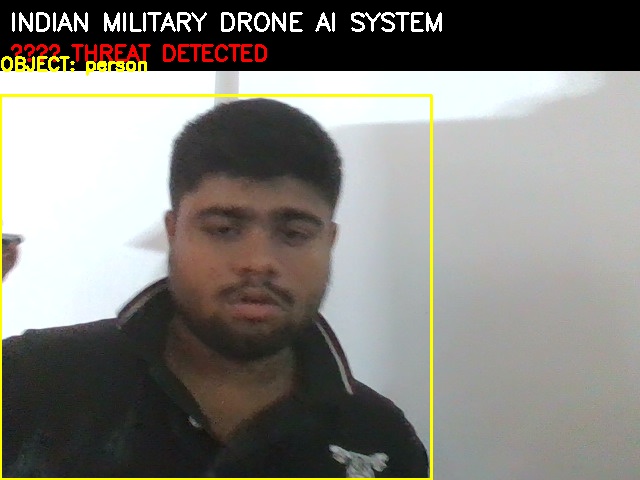 INDIAN MILITARY DRONE AI SYSTEM
???? THREAT DETECTED
OBJECT: person